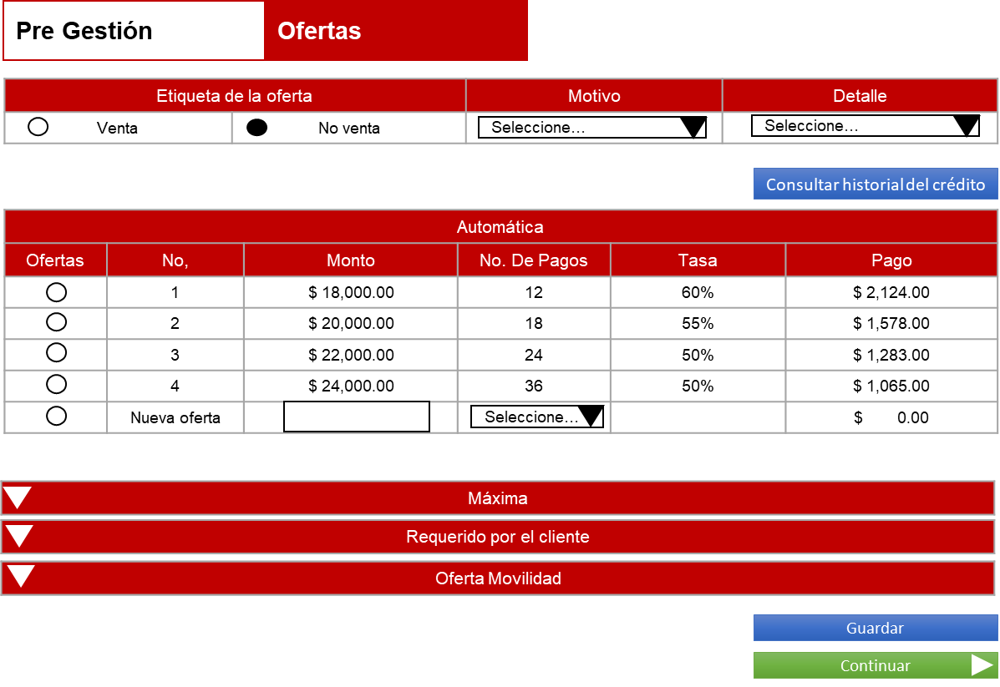 Pre Gestión Ofertas
Etiqueta de la oferta Motivo Detalle
Venta No venta Seleccione… Seleccione…
Consultar historial del crédito
Automática
Ofertas No, Monto No. De Pagos Tasa Pago
1 $ 18,000.00 12 60% $ 2,124.00
2 $ 20,000.00 18 55% $ 1,578.00
3 $ 22,000.00 24 50% $ 1,283.00
4 $ 24,000.00 36 50% $ 1,065.00
Nueva oferta Seleccione… $ 0.00
Máxima
Requerido por el cliente
Oferta Movilidad
Guardar
Continuar